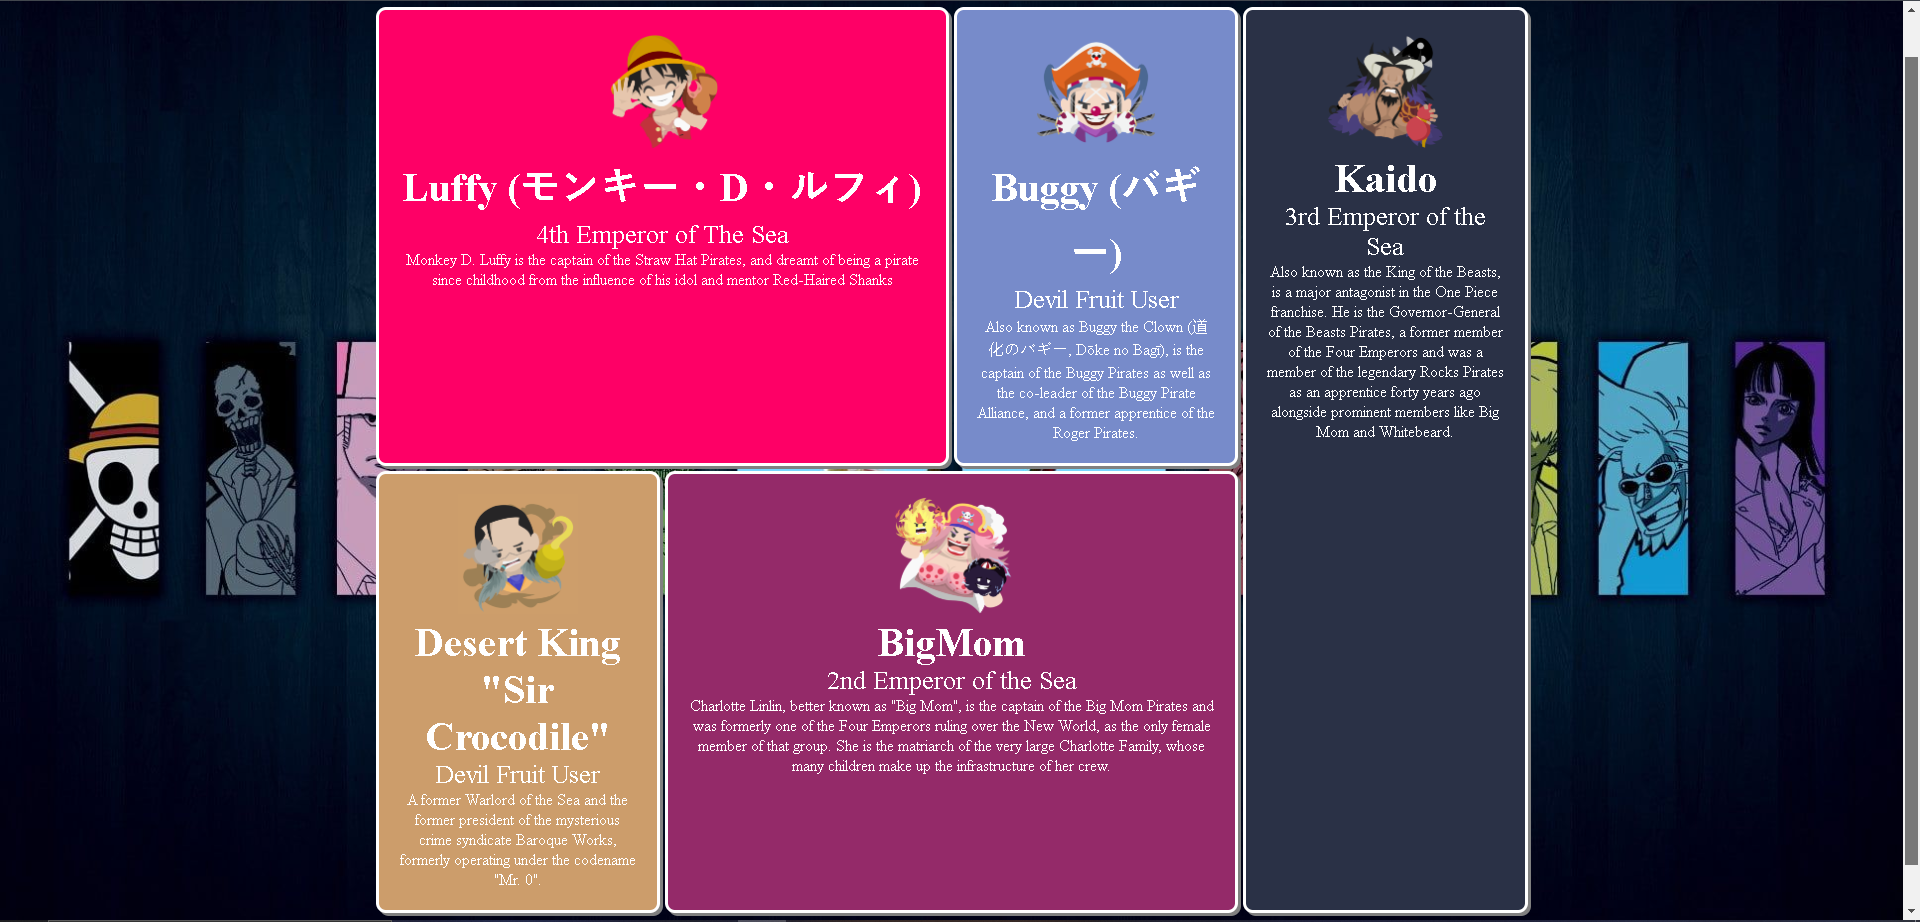 Luffy (モンキー・D・ルフィ)
4th Emperor of The Sea
Monkey D. Luffy is the captain of the Straw Hat Pirates, and dreamt of being a pirate
since childhood from the influence of his idol and mentor Red-Haired Shanks
Buggy (バギ
ー)
Devil Fruit User
Also known as Buggy the Clown (道
化のバギー, Dōke no Bagī), is the
captain of the Buggy Pirates as well as
the co-leader of the Buggy Pirate
Alliance, and a former apprentice of the
Roger Pirates.
Kaido
3rd Emperor of the
Sea
Also known as the King of the Beasts,
is a major antagonist in the One Piece
franchise. He is the Governor-General
of the Beasts Pirates, a former member
of the Four Emperors and was a
member of the legendary Rocks Pirates
as an apprentice forty years ago
alongside prominent members like Big
Mom and Whitebeard.
Desert King
"Sir
Crocodile"
Devil Fruit User
A former Warlord of the Sea and the
former president of the mysterious
crime syndicate Baroque Works,
formerly operating under the codename
"Mr. 0".
BigMom
2nd Emperor of the Sea
Charlotte Linlin, better known as "Big Mom", is the captain of the Big Mom Pirates and
was formerly one of the Four Emperors ruling over the New World, as the only female
member of that group. She is the matriarch of the very large Charlotte Family, whose
many children make up the infrastructure of her crew.